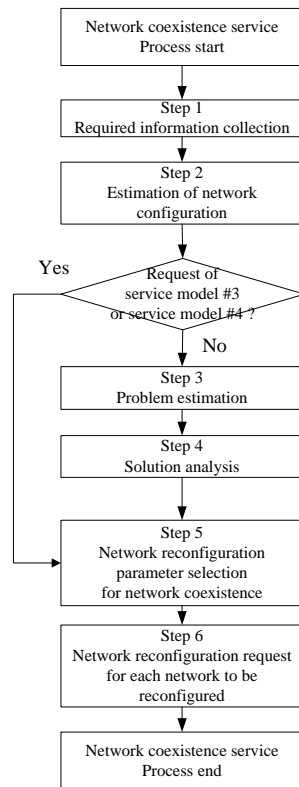 Network coexistence service
Process start
Step 1
Required information collection
Step 2
Estimation of network
configuration
Yes
Request of
service model #3
or service model #4 ?
No
Step 3
Problem estimation
Step 4
Solution analysis
Step 5
Network reconfiguration
parameter selection
for network coexistence
Step 6
Network reconfiguration request
for each network to be
reconfigured
Network coexistence service
Process end